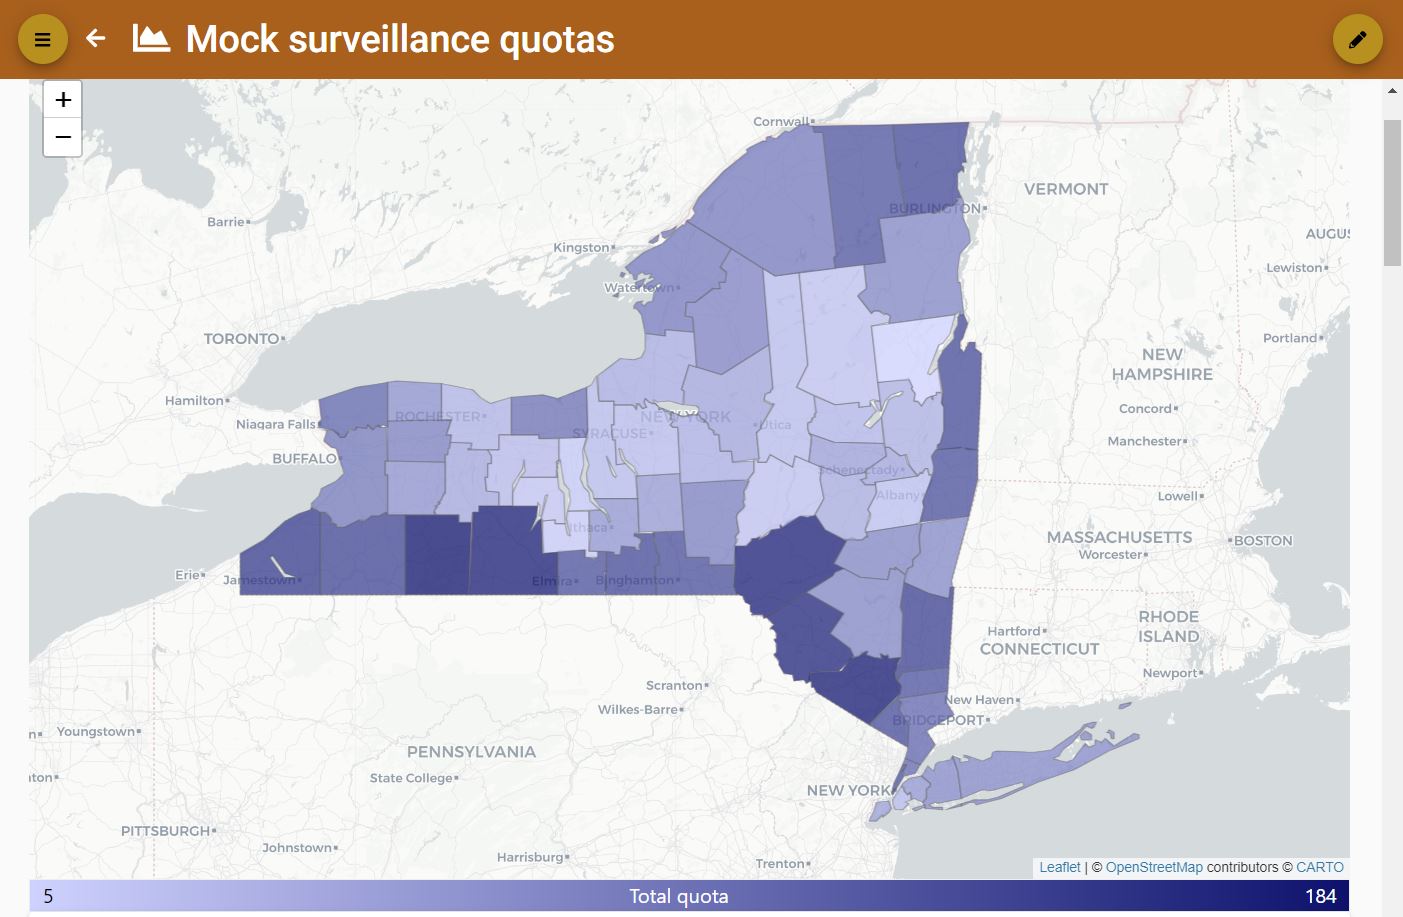 Mock surveillance quotas
+
−
Cornwall
VERMONT
BURLINGTON
Barrie
AUGUS
Kingston
Lewiston
Watertown
TORONTO
Portland
NEW
HAMPSHIRE
Hamilton
Concord
ROCHESTER
NEW YORK
Niagara Falls
Utica
SYRACUSE
Manchester
BUFFALO
Schenectady
Albany
Lowell
Ithaca
MASSACHUSETTS
BOSTON
Worcester
Erie
Jamestown
Elmira
Binghamton
RHODE
ISLAND
Hartford
CONNECTICUT
Newport
Scranton
New Haven
Wilkes-Barre
BRIDGEPORT
Youngstown
PENNSYLVANIA
State College
NEW YORK
PITTSBURGH
Johnstown
Harrisburg
Trenton
Leaflet | © OpenStreetMap contributors © CARTO
5 Total quota 184